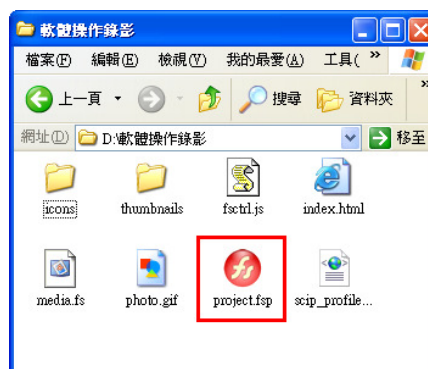 軟體操作錄影
檔案(F) 編輯(E) 檢視(V) 我的最愛(A) 工具( »
上一頁 搜尋 資料夾 »
網址(D) D:\軟體操作錄影 移至
icons thumbnails fsctrl.js index.html
media.fs photo.gif project.fsp scip_profile...